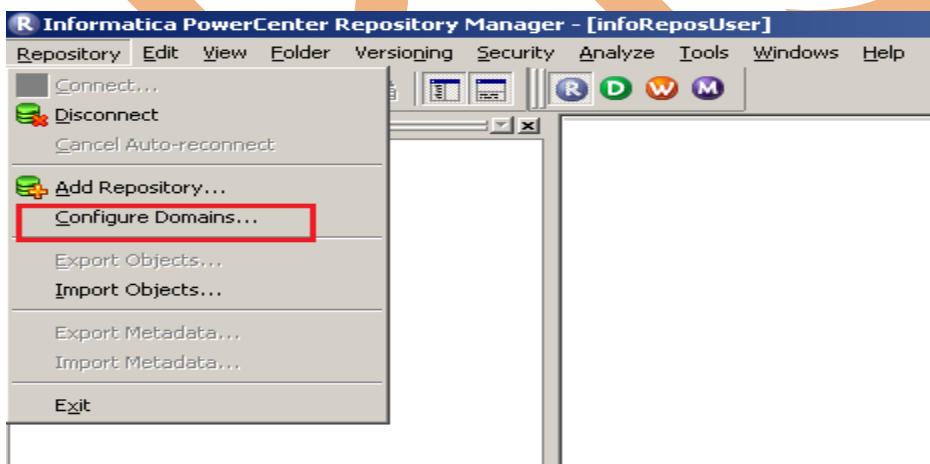 R Informatica PowerCenter Repository Manager - [infoReposUser]
Repository Edit View Folder Versioning Security Analyze Tools Windows Help
Connect...
R D W M
Disconnect
Cancel Auto-reconnect
Add Repository...
Configure Domains...
Export Objects...
Import Objects...
Export Metadata...
Import Metadata...
Exit